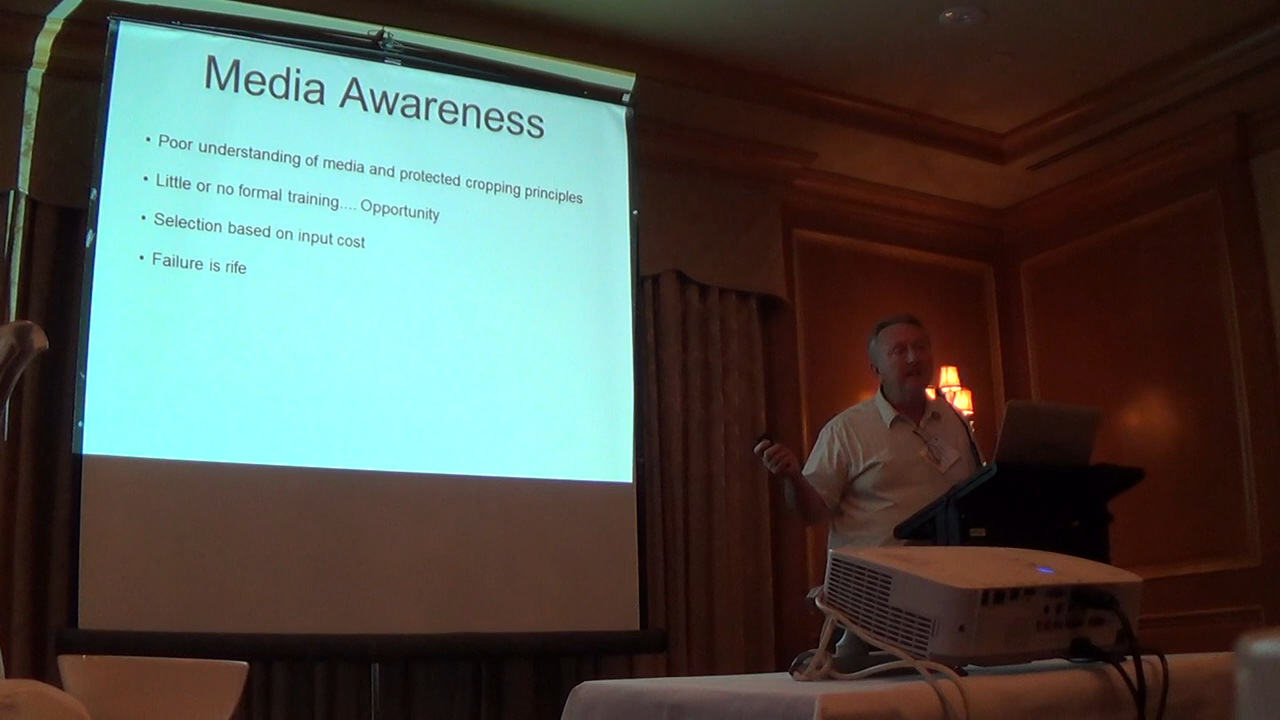 Media Awareness
• Poor understanding of media and protected cropping principles
• Little or no formal training.... Opportunity
• Selection based on input cost
• Failure is rife